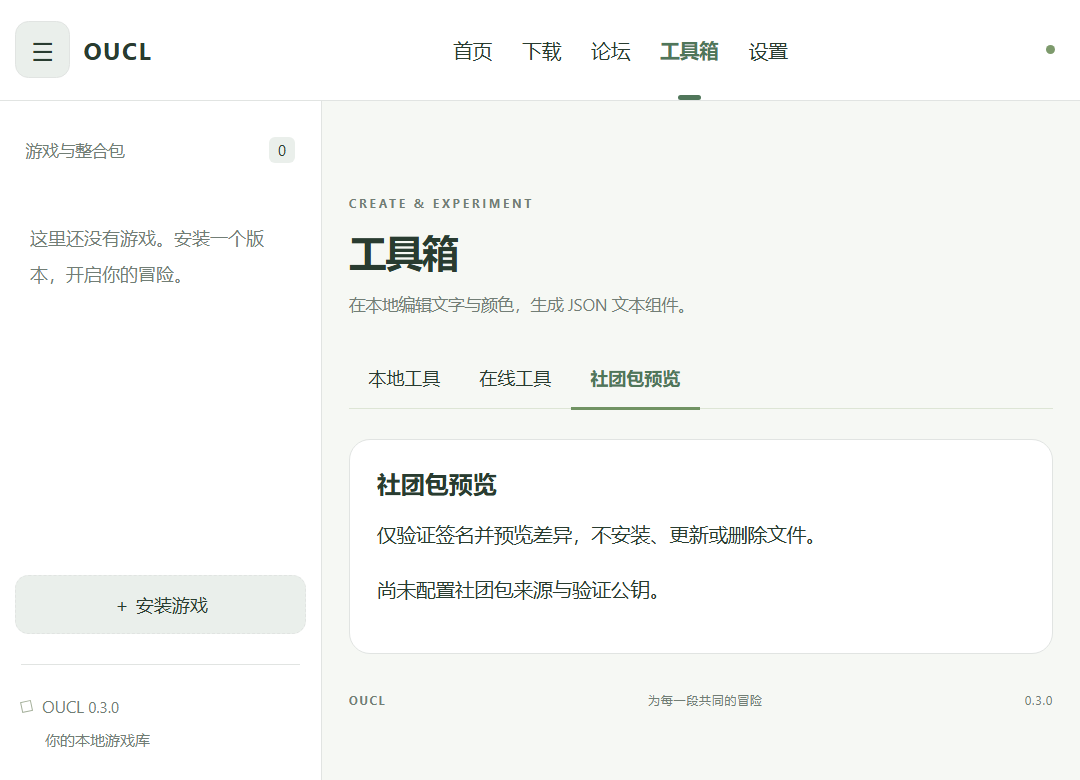 ☰ OUCL
首页 下载 论坛 工具箱 设置
游戏与整合包 0
这里还没有游戏。安装一个版
本，开启你的冒险。
+ 安装游戏
OUCL 0.3.0
你的本地游戏库
CREATE & EXPERIMENT
工具箱
在本地编辑文字与颜色，生成 JSON 文本组件。
本地工具 在线工具 社团包预览
社团包预览
仅验证签名并预览差异，不安装、更新或删除文件。
尚未配置社团包来源与验证公钥。
OUCL 为每一段共同的冒险 0.3.0